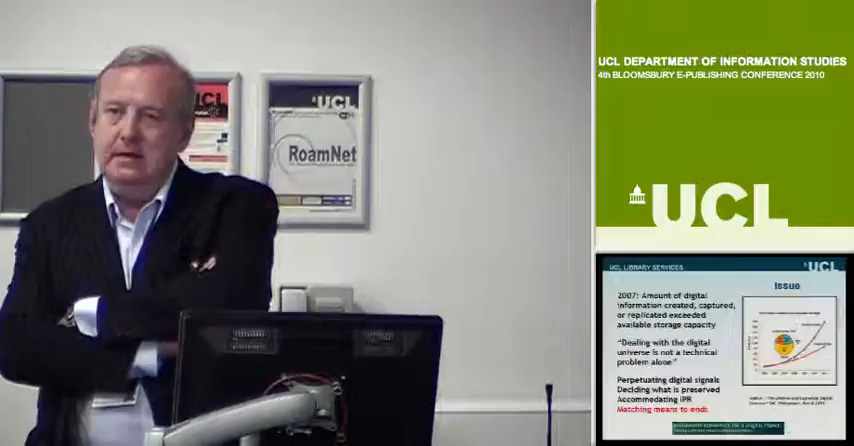 UCL
UCL
RoamNet
UCL DEPARTMENT OF INFORMATION STUDIES
4th BLOOMSBURY E-PUBLISHING CONFERENCE 2010
UCL
UCL LIBRARY SERVICES
UCL
Issue
2007: Amount of digital
information created, captured,
or replicated exceeded
available storage capacity
"Dealing with the digital
universe is not a technical
problem alone"
Perpetuating digital signals
Deciding what is preserved
Accommodating IPR
Matching means to ends